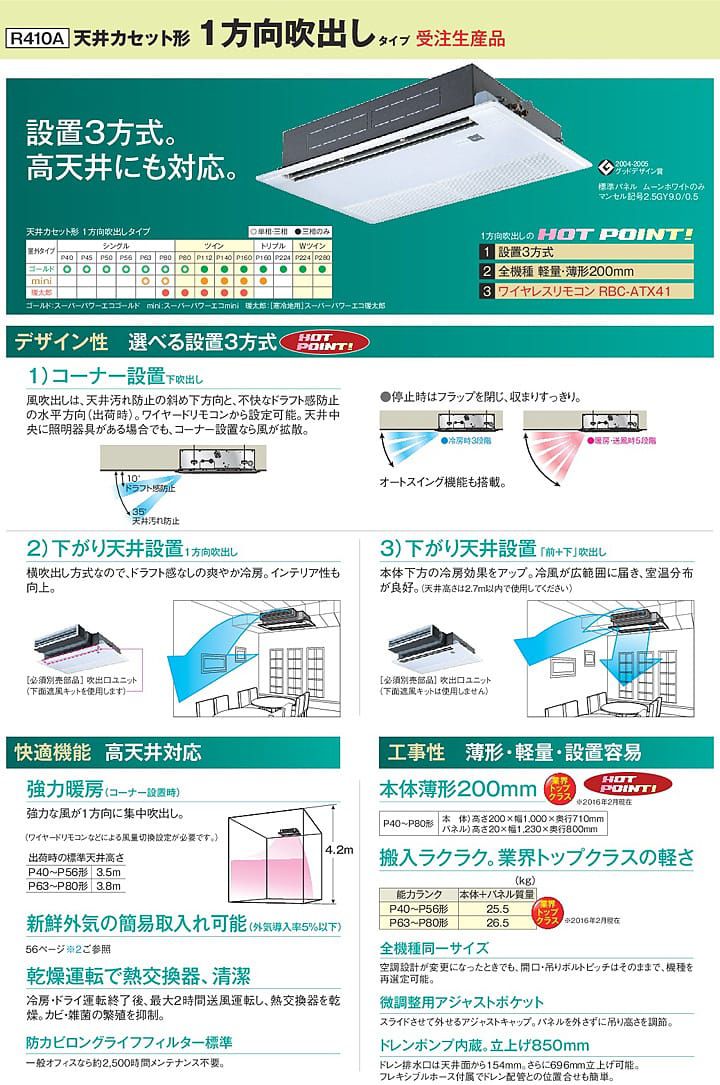 R410A 天井カセット形 1方向吹出しタイプ 受注生産品
設置3方式。
高天井にも対応。
2004-2005
グッドデザイン賞
標準パネル ムーンホワイトのみ
マンセル記号2.5GY9.0/0.5
天井カセット形 1方向吹出しタイプ
○単相・三相 ●三相のみ
室外タイプ シングル ツイン トリプル Wツイン
P40 P45 P50 P56 P63 P80 P80 P112 P140 P160 P160 P224 P224 P280
ゴールド
mini
暖太郎
ゴールド:スーパーパワーエコゴールド mini:スーパーパワーエコmini 暖太郎:[寒冷地用]スーパーパワーエコ暖太郎
1方向吹出しの HOT POINT!
1 設置3方式
2 全機種 軽量・薄形200mm
3 ワイヤレスリモコン RBC-ATX41
デザイン性 選べる設置3方式 HOT POINT!
1)コーナー設置下吹出し
風吹出しは、天井汚れ防止の斜め下方向と、不快なドラフト感防止
の水平方向(出荷時)。ワイヤードリモコンから設定可能。天井中
央に照明器具がある場合でも、コーナー設置なら風が拡散。
10°
ドラフト感防止
35°
天井汚れ防止
●停止時はフラップを閉じ、収まりすっきり。
●冷房時3段階
●暖房・送風時5段階
オートスイング機能も搭載。
2)下がり天井設置1方向吹出し
横吹出し方式なので、ドラフト感なしの爽やか冷房。インテリア性も
向上。
[必須別売部品] 吹出口ユニット
(下面遮風キットを使用します)
3)下がり天井設置「前+下」吹出し
本体下方の冷房効果をアップ。冷風が広範囲に届き、室温分布
が良好。(天井高さは2.7m以内で使用してください)
[必須別売部品] 吹出口ユニット
(下面遮風キットは使用しません)
快適機能 高天井対応
強力暖房(コーナー設置時)
強力な風が1方向に集中吹出し。
(ワイヤードリモコンなどによる風量切換設定が必要です。)
出荷時の標準天井高さ
P40〜P56形 3.5m
P63〜P80形 3.8m
4.2m
新鮮外気の簡易取入れ可能(外気導入率5%以下)
56ページ※2ご参照
乾燥運転で熱交換器、清潔
冷房・ドライ運転終了後、最大2時間送風運転し、熱交換器を乾
燥。カビ・雑菌の繁殖を抑制。
防カビロングライフフィルター標準
一般オフィスなら約2,500時間メンテナンス不要。
工事性 薄形・軽量・設置容易
本体薄形200mm 業界トップクラス HOT POINT!
※2016年2月現在
P40〜P80形 本 体)高さ200×幅1,000×奥行710mm
パネル)高さ20×幅1,230×奥行800mm
搬入ラクラク。業界トップクラスの軽さ
(kg)
能力ランク 本体+パネル質量
P40〜P56形 25.5
P63〜P80形 26.5
業界トップクラス ※2016年2月現在
全機種同一サイズ
空調設計が変更になったときでも、開口・吊りボルトピッチはそのままで、機種を
再選定可能。
微調整用アジャストポケット
スライドさせて外せるアジャストキャップ。パネルを外さずに吊り高さを調節。
ドレンポンプ内蔵。立上げ850mm
ドレン排水口は天井面から154mm。さらに696mm立上げ可能。
フレキシブルホース付属でドレン配管との位置合せも簡単。